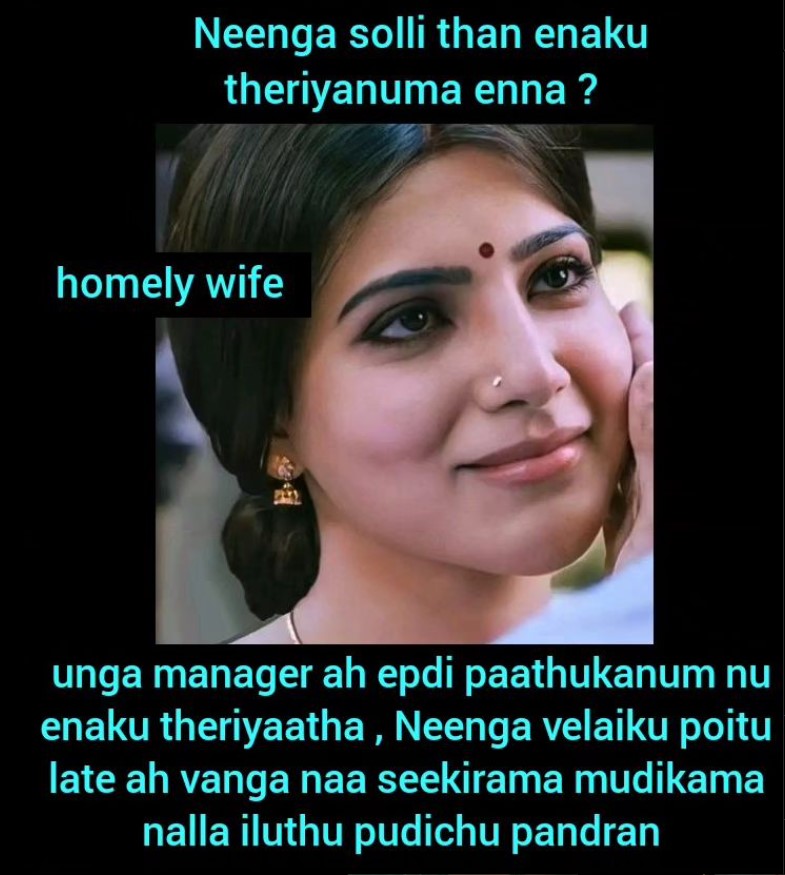 Neenga solli than enaku
theriyanuma enna ?
homely wife
unga manager ah epdi paathukanum nu
enaku theriyaatha , Neenga velaiku poitu
late ah vanga naa seekirama mudikama
nalla iluthu pudichu pandran